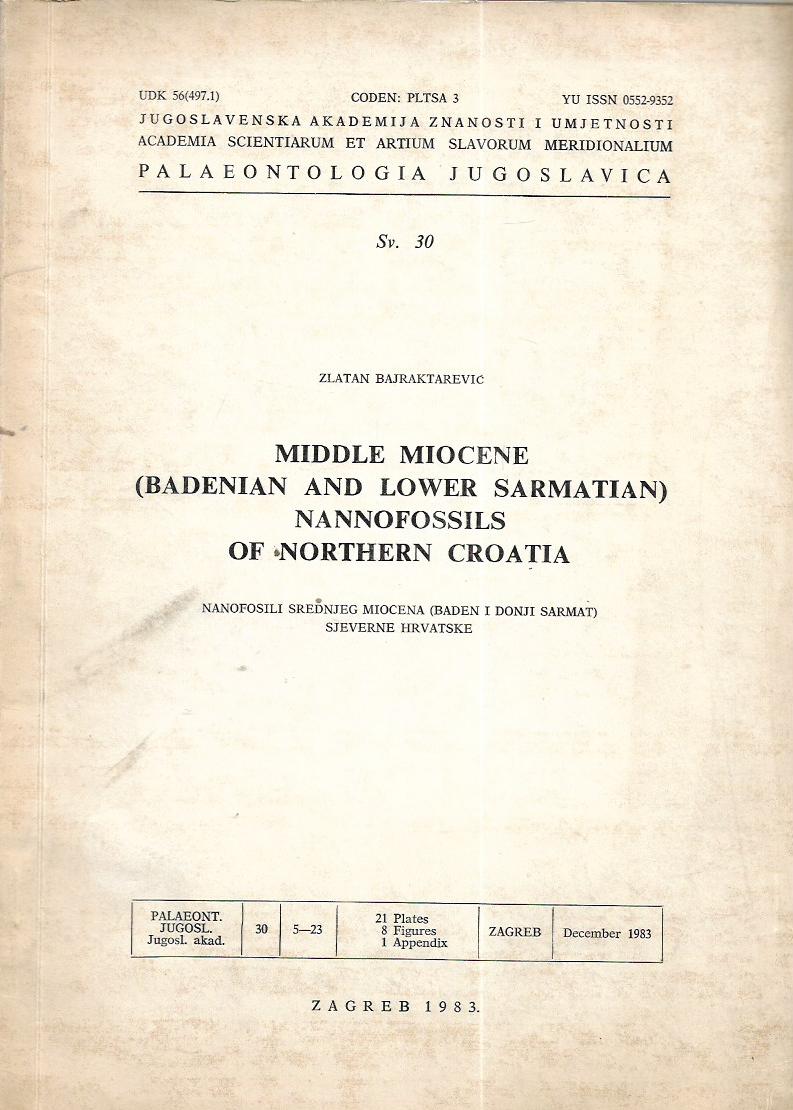 UDK 56(497.1) CODEN: PLTSA 3 YU ISSN 0552-9352
JUGOSLAVENSKA AKADEMIJA ZNANOSTI I UMJETNOSTI
ACADEMIA SCIENTIARUM ET ARTIUM SLAVORUM MERIDIONALIUM
PALAEONTOLOGIA JUGOSLAVICA
Sv. 30
ZLATAN BAJRAKTAREVIĆ
MIDDLE MIOCENE
(BADENIAN AND LOWER SARMATIAN)
NANNOFOSSILS
OF NORTHERN CROATIA
NANOFOSILI SREDNJEG MIOCENA (BADEN I DONJI SARMAT)
SJEVERNE HRVATSKE
PALAEONT.
JUGOSL.
Jugosl. akad.
30
5—23
21 Plates
8 Figures
1 Appendix
ZAGREB
December 1983
ZAGREB 1983.